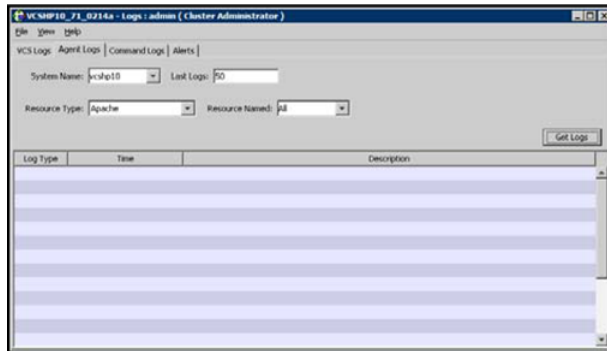 VCSHP10_71_0214a - Logs : admin ( Cluster Administrator )
File View Help
VCS Logs Agent Logs Command Logs Alerts
System Name: vcshp10 Last Logs: 50
Resource Type: Apache Resource Named: All
Get Logs
Log Type Time Description